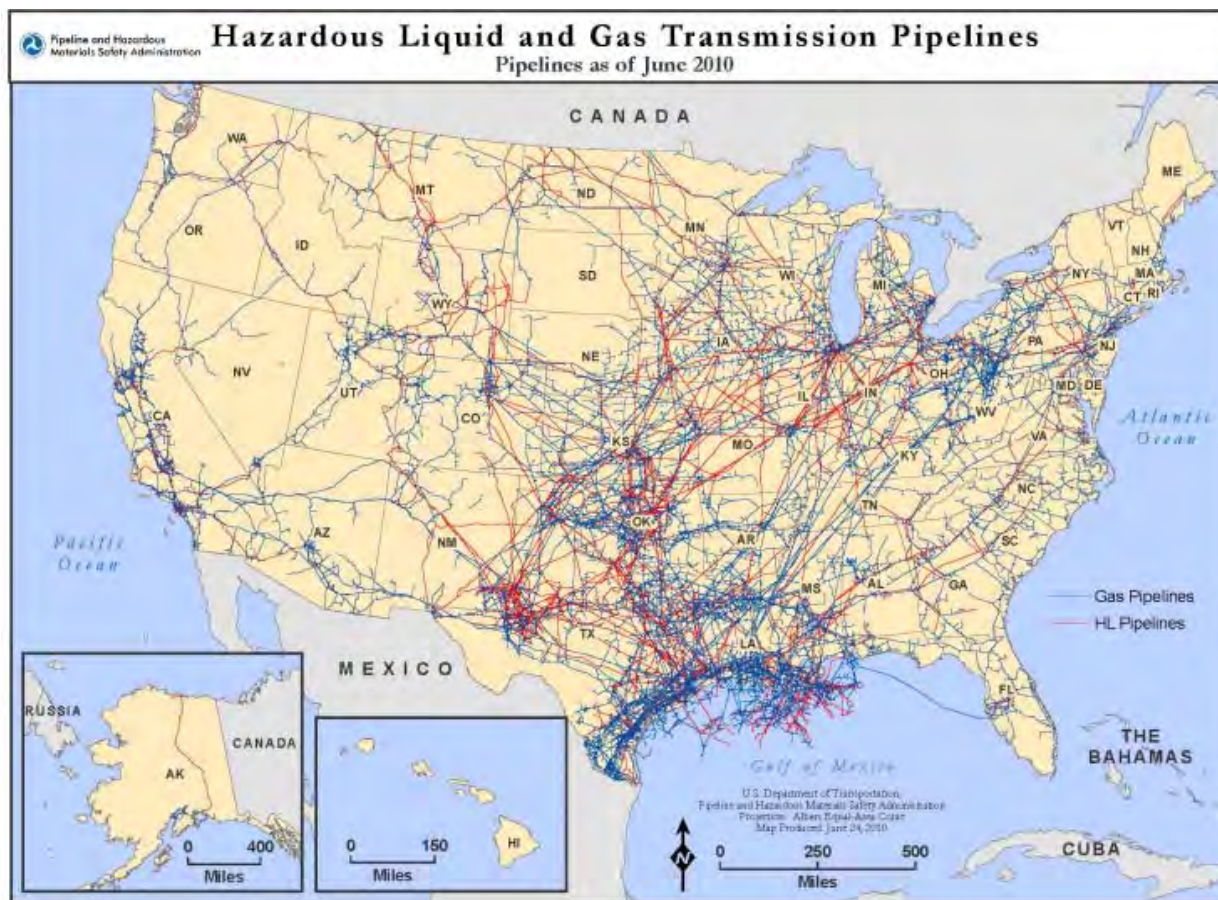 Pipeline and Hazardous
Materials Safety Administration
Hazardous Liquid and Gas Transmission Pipelines
Pipelines as of June 2010
CANADA
WA
MT
ND
MN
ME
VT
NH
OR
ID
SD
WI
MI
NY
MA
CT RI
WY
IA
PA
NJ
NE
OH
NV
UT
IL
IN
MD DE
CO
WV
CA
KS
MO
VA
Atlantic
Ocean
KY
NC
TN
OK
AZ
NM
AR
SC
Pacific
Ocean
MS
AL
GA
Gas Pipelines
HL Pipelines
TX
LA
MEXICO
FL
RUSSIA
CANADA
AK
0 400
Miles
HI
0 150
Miles
THE
BAHAMAS
Gulf of Mexico
U.S. Department of Transportation,
Pipeline and Hazardous Materials Safety Administration
Projection: Albers Equal-Area Conic
Map Produced: June 24, 2010
N
0 250 500
Miles
CUBA